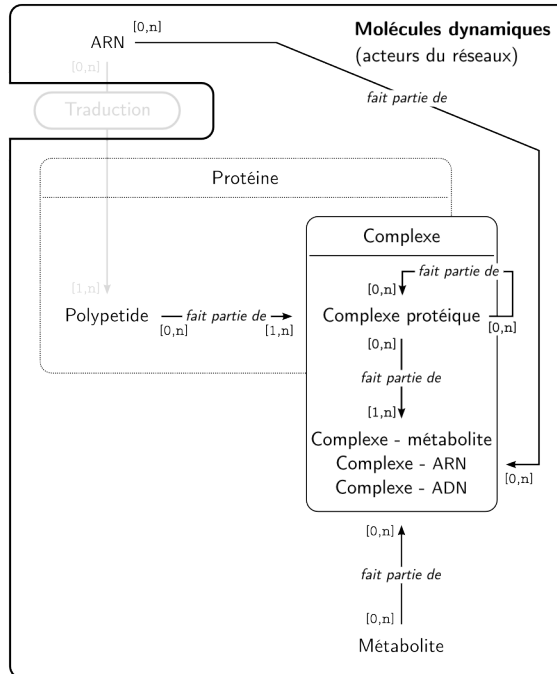 [0,n]
Molécules dynamiques
ARN
(acteurs du réseaux)
[0,n]
fait partie de
Traduction
Protéine
Complexe
fait partie de
[1,n]
[0,n]
Polypetide
fait partie de
Complexe protéique
[0,n]
[1,n]
[0,n]
[0,n]
fait partie de
[1,n]
Complexe - métabolite
Complexe - ARN
Complexe - ADN
[0,n]
[0,n]
fait partie de
[0,n]
Métabolite